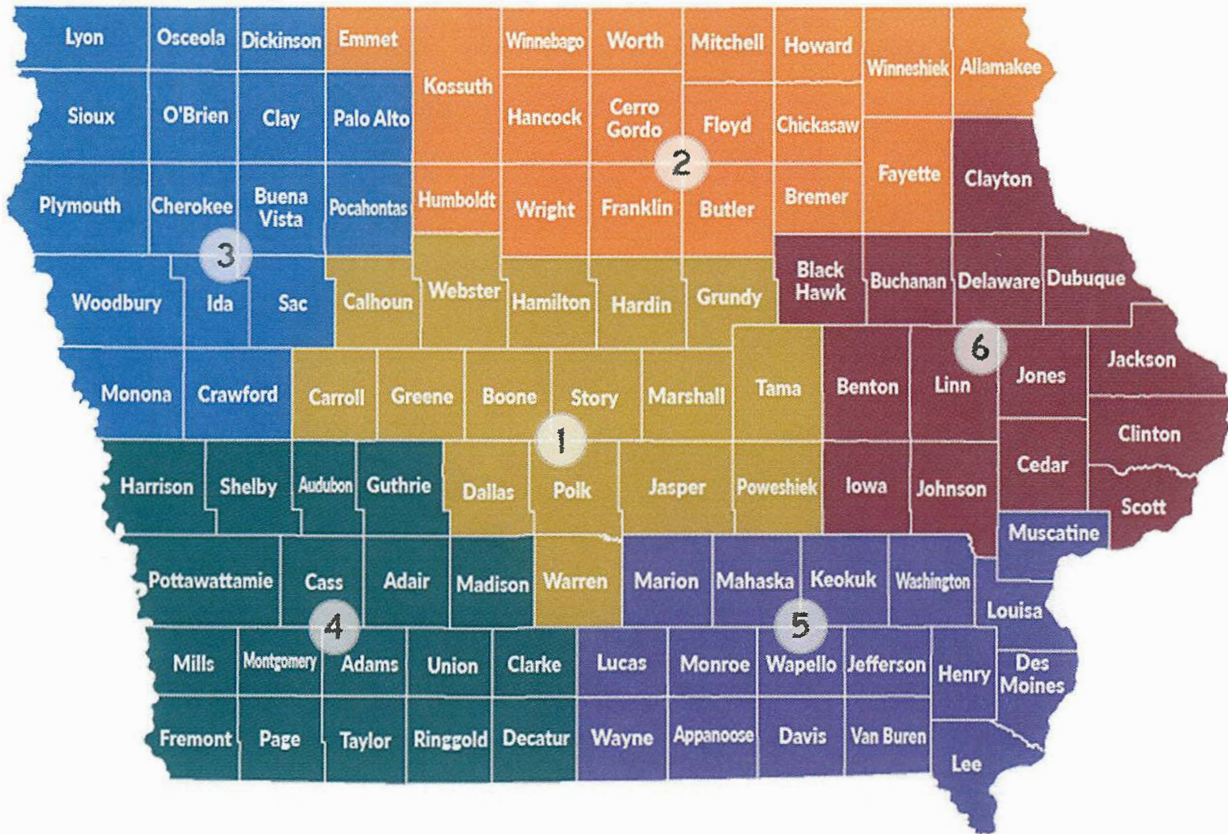 Lyon
Osceola
Dickinson
Emmet
Kossuth
Winnebago
Worth
Mitchell
Howard
Winneshiek
Allamakee
Sioux
O'Brien
Clay
Palo Alto
Hancock
Cerro
Gordo
Floyd
Chickasaw
2
Plymouth
Cherokee
Buena
Vista
Pocahontas
Humboldt
Wright
Franklin
Butler
Bremer
Fayette
Clayton
3
Woodbury
Ida
Sac
Calhoun
Webster
Hamilton
Hardin
Grundy
Black
Hawk
Buchanan
Delaware
Dubuque
6
Monona
Crawford
Carroll
Greene
Boone
Story
Marshall
Tama
Benton
Linn
Jones
Jackson
1
Clinton
Harrison
Shelby
Audubon
Guthrie
Dallas
Polk
Jasper
Poweshiek
Iowa
Johnson
Cedar
Scott
Muscatine
Pottawattamie
Cass
Adair
Madison
Warren
Marion
Mahaska
Keokuk
Washington
Louisa
4
5
Mills
Montgomery
Adams
Union
Clarke
Lucas
Monroe
Wapello
Jefferson
Henry
Des
Moines
Fremont
Page
Taylor
Ringgold
Decatur
Wayne
Appanoose
Davis
Van Buren
Lee